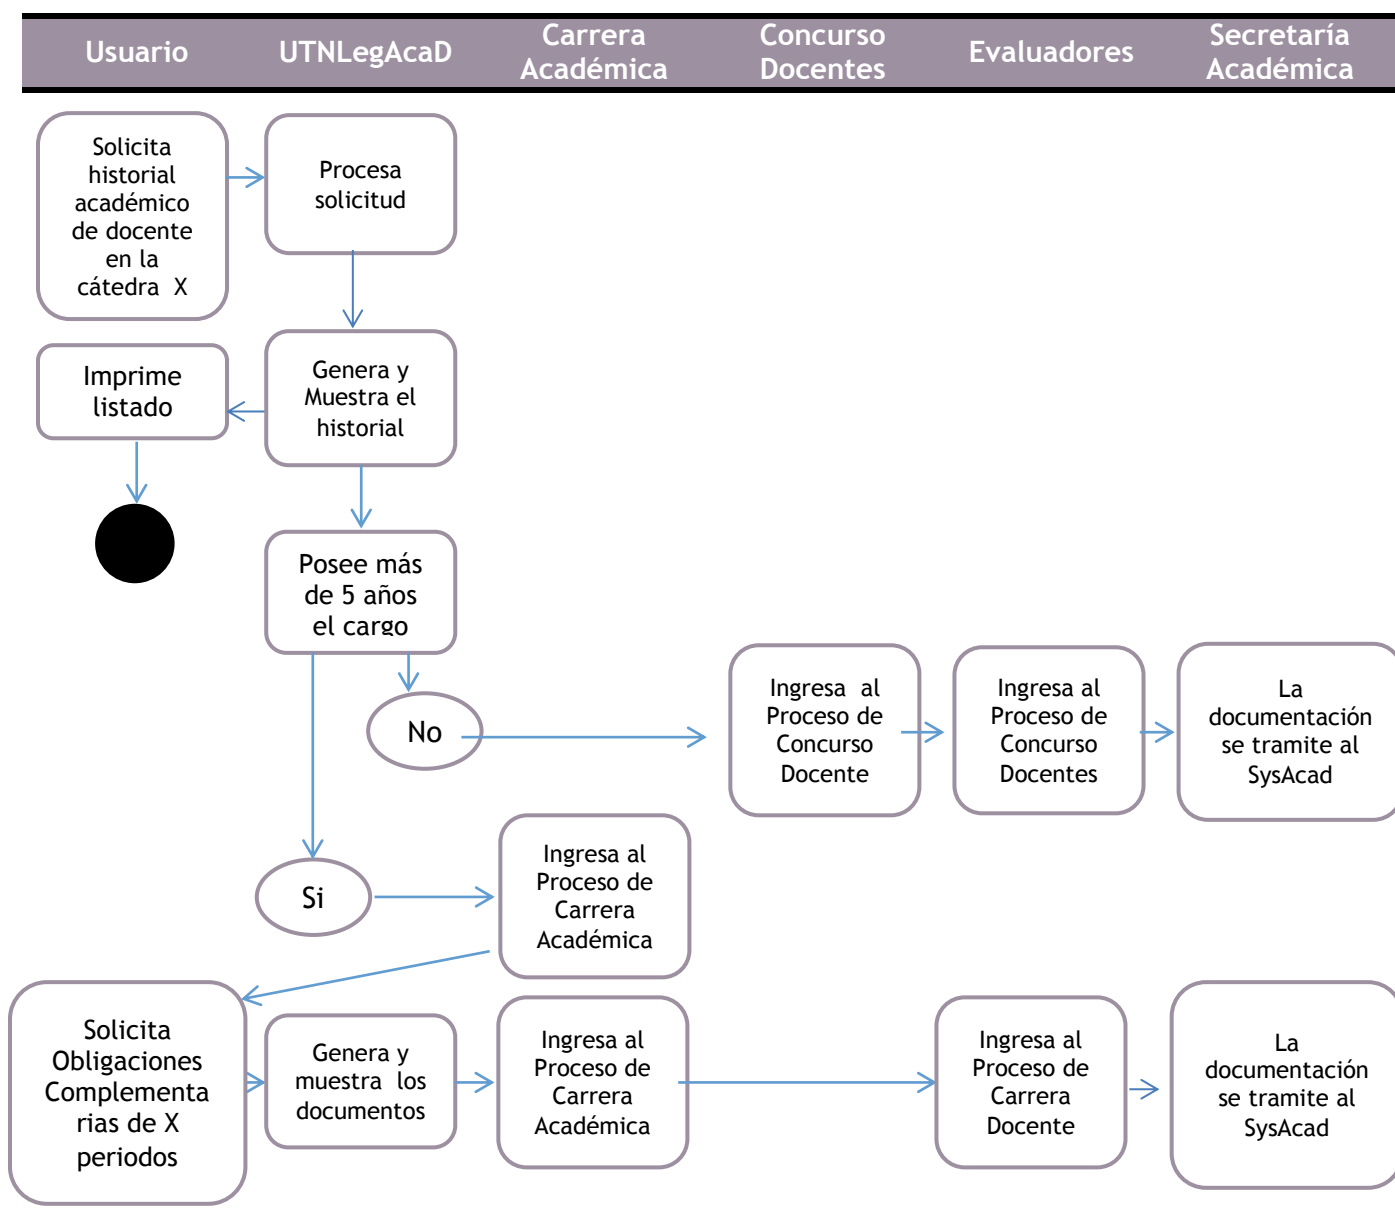 Usuario
UTNLegAcaD
Carrera
Académica
Concurso
Docentes
Evaluadores
Secretaría
Académica
Solicita
historial
académico
de docente
en la
cátedra X
Procesa
solicitud
Imprime
listado
Genera y
Muestra el
historial
Posee más
de 5 años
el cargo
No
Ingresa al
Proceso de
Concurso
Docente
Ingresa al
Proceso de
Concurso
Docentes
La
documentación
se tramite al
SysAcad
Si
Ingresa al
Proceso de
Carrera
Académica
Solicita
Obligaciones
Complementa
rias de X
periodos
Genera y
muestra los
documentos
Ingresa al
Proceso de
Carrera
Académica
Ingresa al
Proceso de
Carrera
Docente
La
documentación
se tramite al
SysAcad